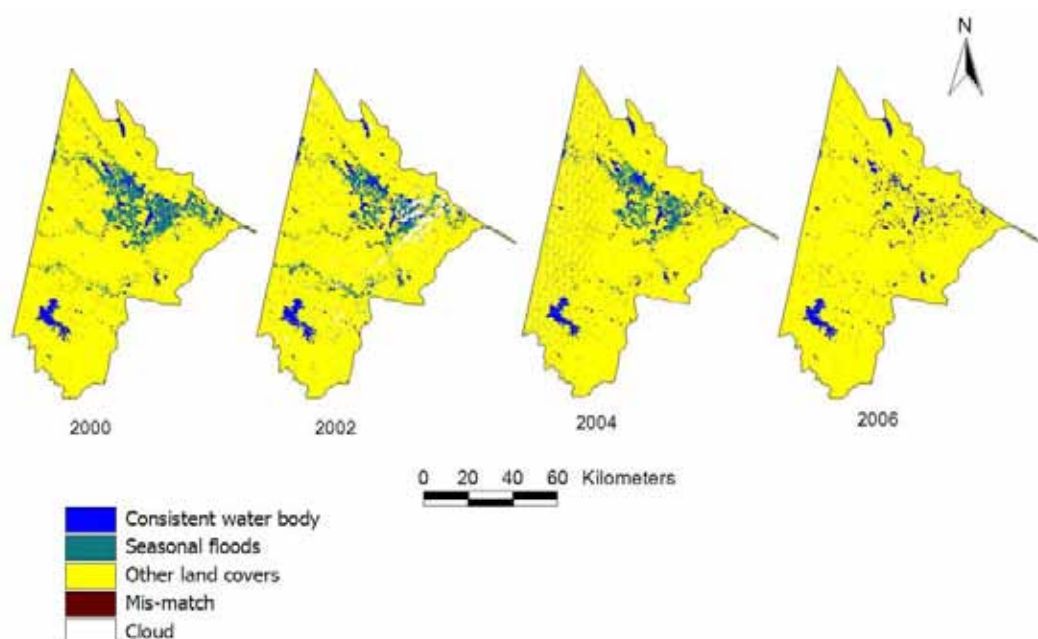 N
2000
2002
2004
2006
0 20 40 60 Kilometers
Consistent water body
Seasonal floods
Other land covers
Mis-match
Cloud